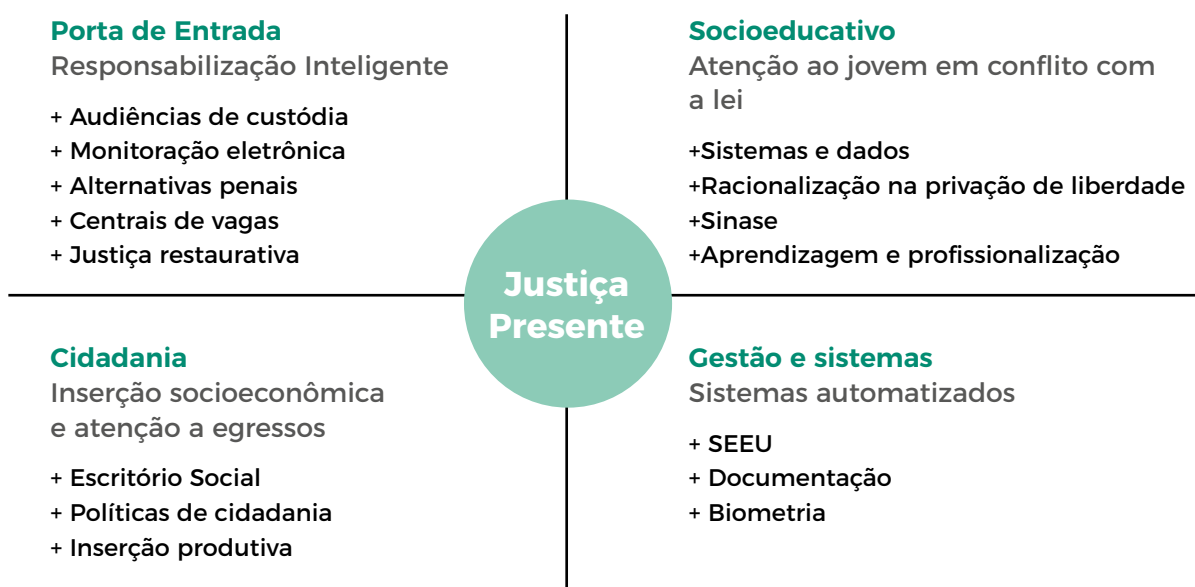 Porta de Entrada
Responsabilização Inteligente
+ Audiências de custódia
+ Monitoração eletrônica
+ Alternativas penais
+ Centrais de vagas
+ Justiça restaurativa
Socioeducativo
Atenção ao jovem em conflito com
a lei
+Sistemas e dados
+Racionalização na privação de liberdade
+Sinase
+Aprendizagem e profissionalização
Justiça
Presente
Cidadania
Inserção socioeconômica
e atenção a egressos
+ Escritório Social
+ Políticas de cidadania
+ Inserção produtiva
Gestão e sistemas
Sistemas automatizados
+ SEEU
+ Documentação
+ Biometria